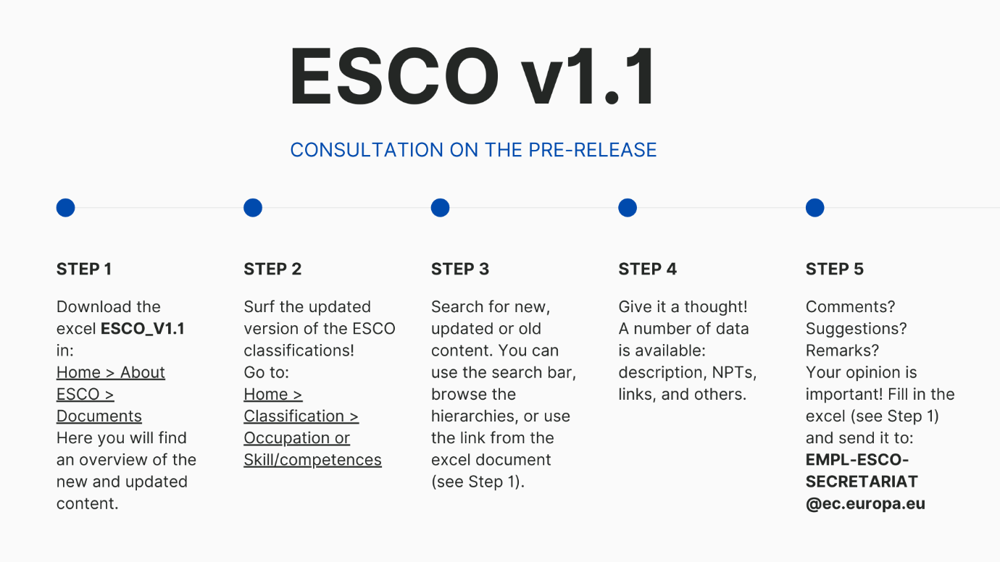 ESCO v1.1
CONSULTATION ON THE PRE-RELEASE
STEP 1
Download the
excel ESCO_V1.1
in:
Home > About
ESCO >
Documents
Here you will find
an overview of the
new and updated
content.
STEP 2
Surf the updated
version of the ESCO
classifications!
Go to:
Home >
Classification >
Occupation or
Skill/competences
STEP 3
Search for new,
updated or old
content. You can
use the search bar,
browse the
hierarchies, or use
the link from the
excel document
(see Step 1).
STEP 4
Give it a thought!
A number of data
is available:
description, NPTs,
links, and others.
STEP 5
Comments?
Suggestions?
Remarks?
Your opinion is
important! Fill in the
excel (see Step 1)
and send it to:
EMPL-ESCO-
SECRETARIAT
@ec.europa.eu